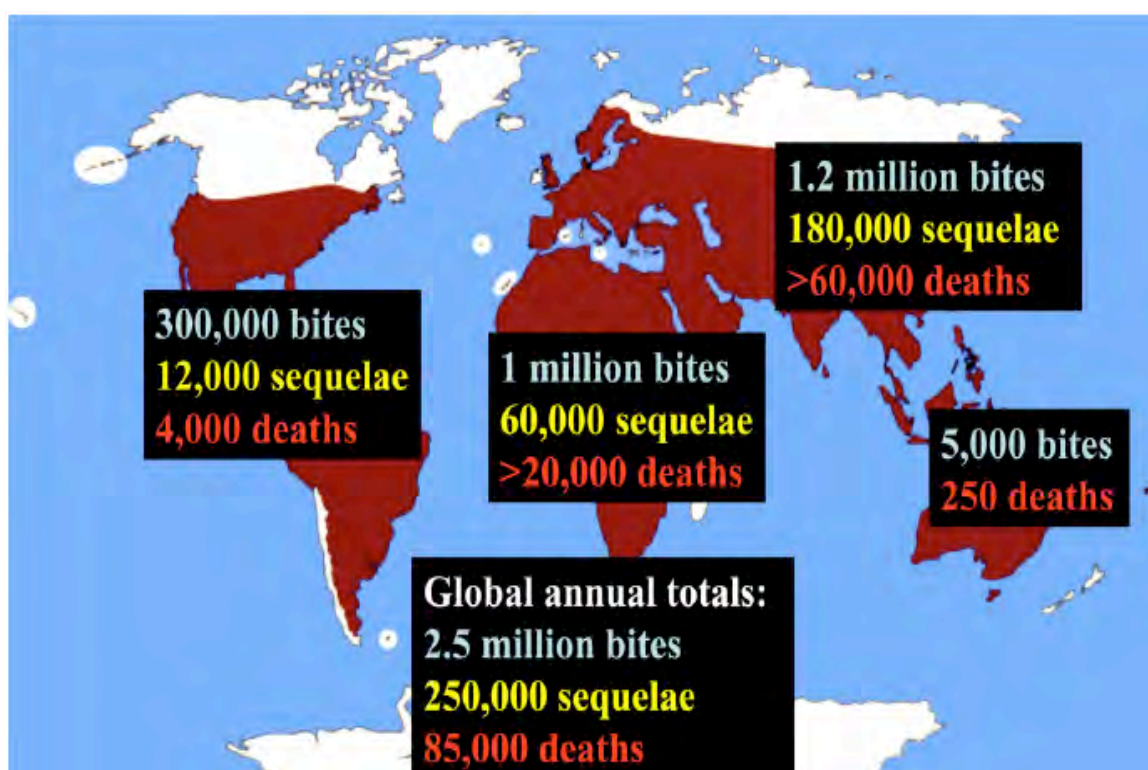 1.2 million bites
180,000 sequelae
>60,000 deaths
300,000 bites
12,000 sequelae
4,000 deaths
1 million bites
60,000 sequelae
>20,000 deaths
5,000 bites
250 deaths
Global annual totals:
2.5 million bites
250,000 sequelae
85,000 deaths